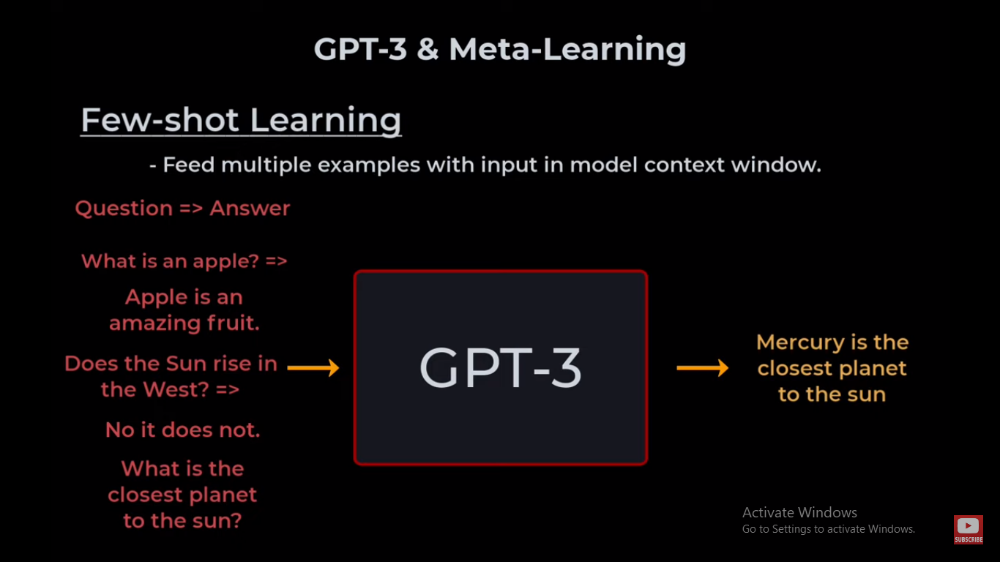 GPT-3 & Meta-Learning
Few-shot Learning
- Feed multiple examples with input in model context window.
Question => Answer
What is an apple? =>
Apple is an
amazing fruit.
Does the Sun rise in
the West? =>
No it does not.
What is the
closest planet
to the sun?
GPT-3
Mercury is the
closest planet
to the sun
Activate Windows
Go to Settings to activate Windows.
SUBSCRIBE